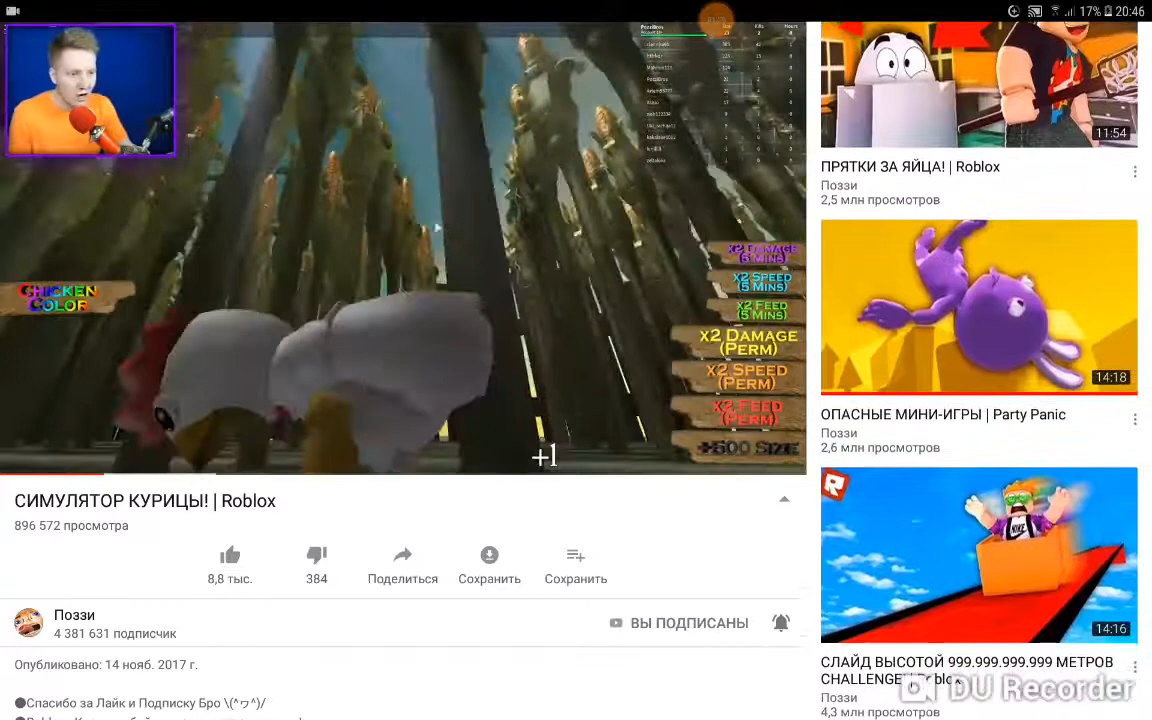 17% 20:46
CHICKEN
COLOR
X2 DAMAGE
(5 MINS)
X2 SPEED
(5 MINS)
X2 FEED
(5 MINS)
X2 DAMAGE
(PERM)
X2 SPEED
(PERM)
X2 FEED
(PERM)
+500 SIZE
+1
СИМУЛЯТОР КУРИЦЫ! | Roblox
896 572 просмотра
8,8 тыс.
384
Поделиться
Сохранить
Сохранить
Поззи
4 381 631 подписчик
ВЫ ПОДПИСАНЫ
Опубликовано: 14 нояб. 2017 г.
●Спасибо за Лайк и Подписку Бро \(^ヮ^)/
11:54
ПРЯТКИ ЗА ЯЙЦА! | Roblox
Поззи
2,5 млн просмотров
14:18
ОПАСНЫЕ МИНИ-ИГРЫ | Party Panic
Поззи
2,6 млн просмотров
NIKE
14:16
СЛАЙД ВЫСОТОЙ 999.999.999.999 МЕТРОВ
CHALLENGE! | Roblox
Поззи
4,3 млн просмотров
DU Recorder